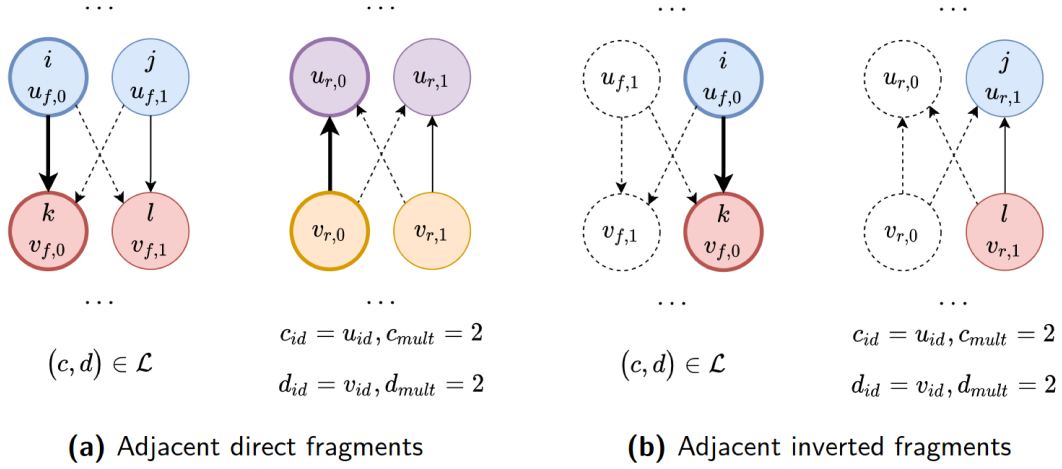 ... ... ... ...
i j i
u_{f,0} u_{f,1} u_{r,0} u_{r,1} u_{f,1} u_{f,0} u_{r,0} j u_{r,1}
k l k l
v_{f,0} v_{f,1} v_{r,0} v_{r,1} v_{f,1} v_{f,0} v_{r,0} v_{r,1}
... ... ... ...
(c, d) ∈ ℒ
c_{id} = u_{id}, c_{mult} = 2
d_{id} = v_{id}, d_{mult} = 2
(c, d) ∈ ℒ
c_{id} = u_{id}, c_{mult} = 2
d_{id} = v_{id}, d_{mult} = 2
(a) Adjacent direct fragments
(b) Adjacent inverted fragments